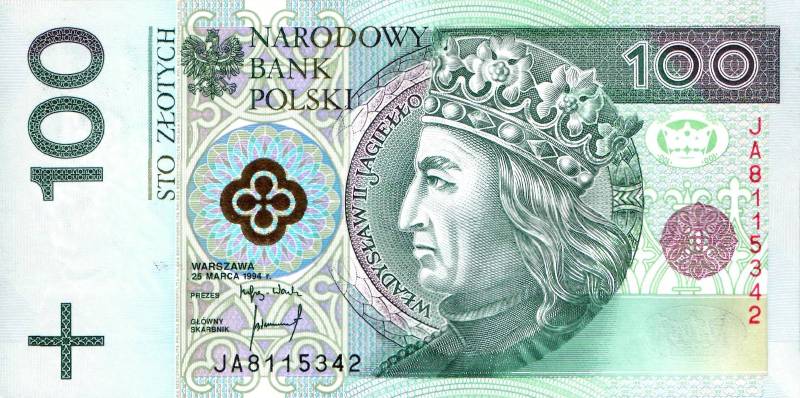 100
STO ZŁOTYCH
NARODOWY
BANK
POLSKI
100
WŁADYSŁAW II JAGIEŁŁO
JA8115342
WARSZAWA
25 MARCA 1994 r.
PREZES
GŁÓWNY
SKARBNIK
JA8115342